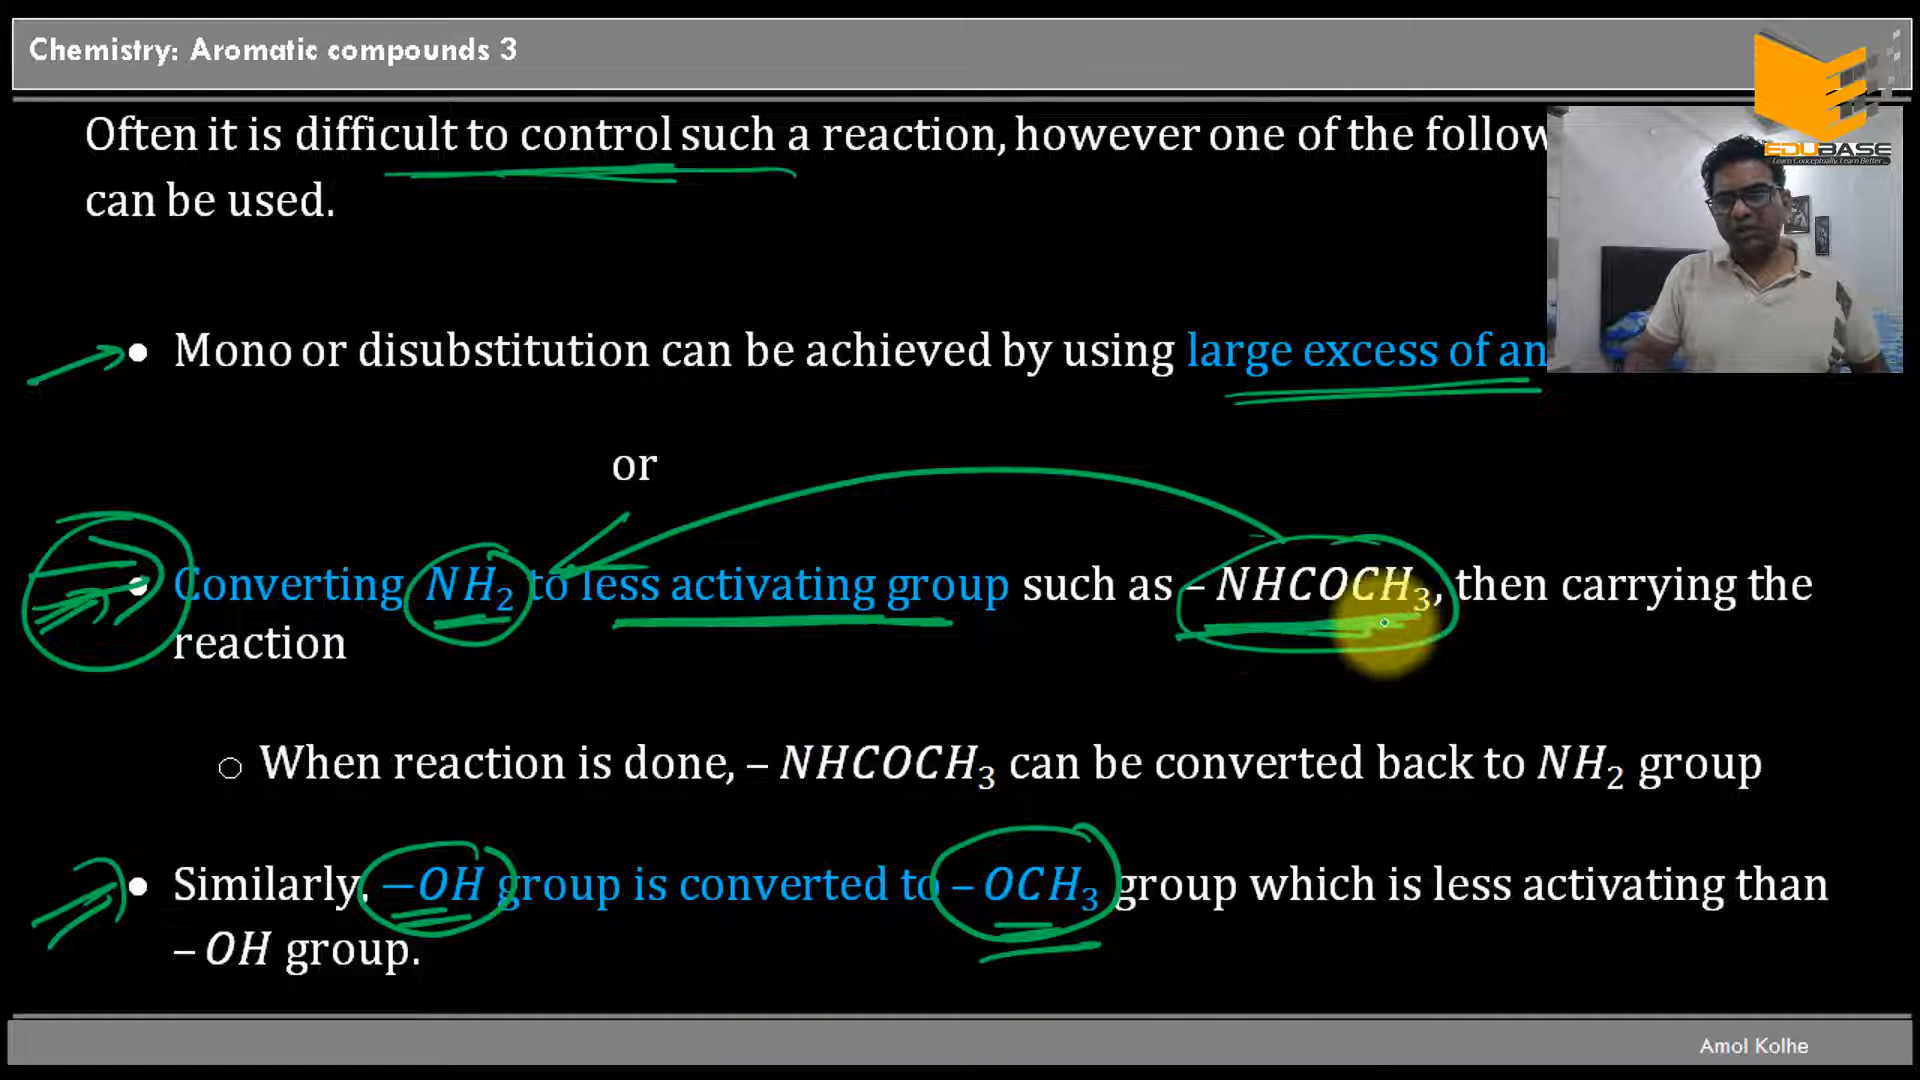 Chemistry: Aromatic compounds 3
EDUBASE
Learn Conceptually, Learn Better...
Often it is difficult to control such a reaction, however one of the follow
can be used.
• Mono or disubstitution can be achieved by using large excess of an
or
• Converting NH₂ to less activating group such as – NHCOCH₃, then carrying the
reaction
○ When reaction is done, – NHCOCH₃ can be converted back to NH₂ group
• Similarly, –OH group is converted to – OCH₃ group which is less activating than
– OH group.
Amol Kolhe